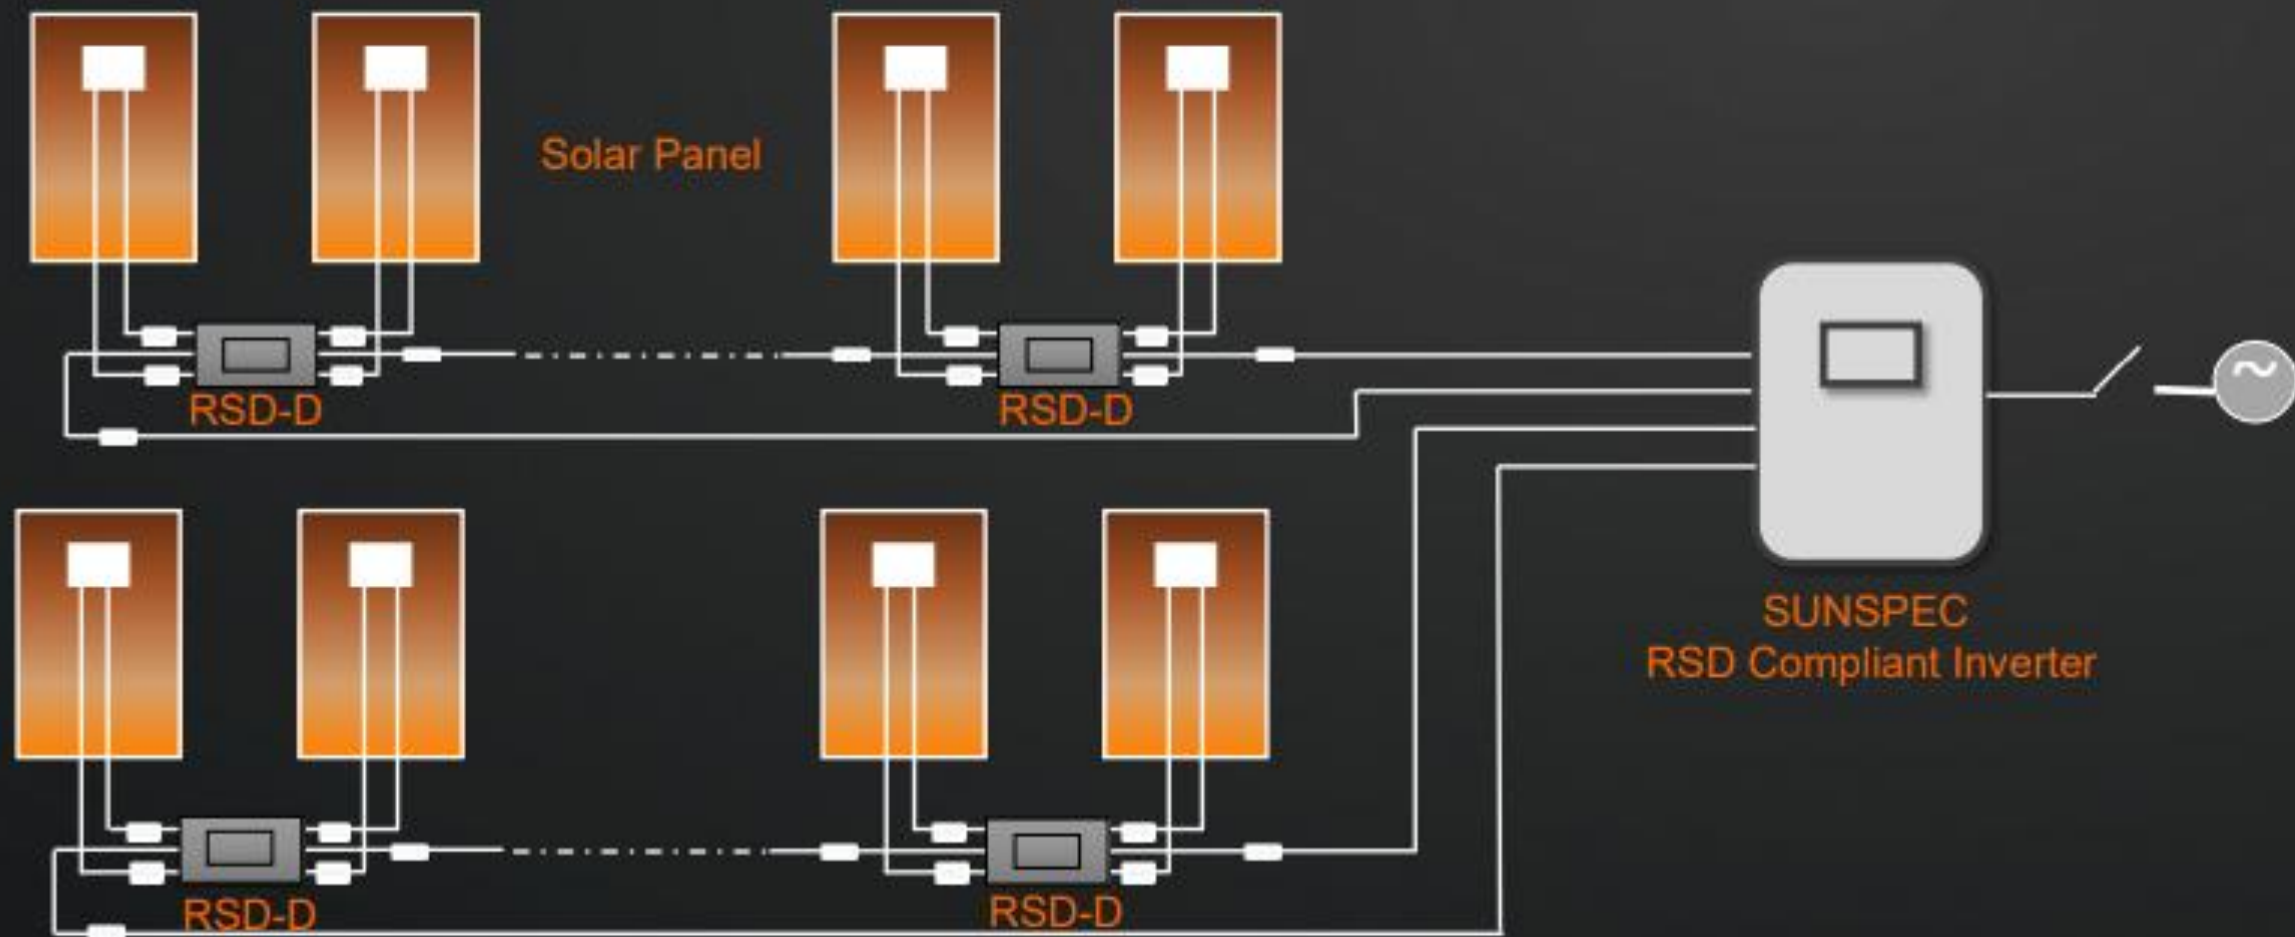 Solar Panel
RSD-D
RSD-D
SUNSPEC
RSD Compliant Inverter
RSD-D
RSD-D
~